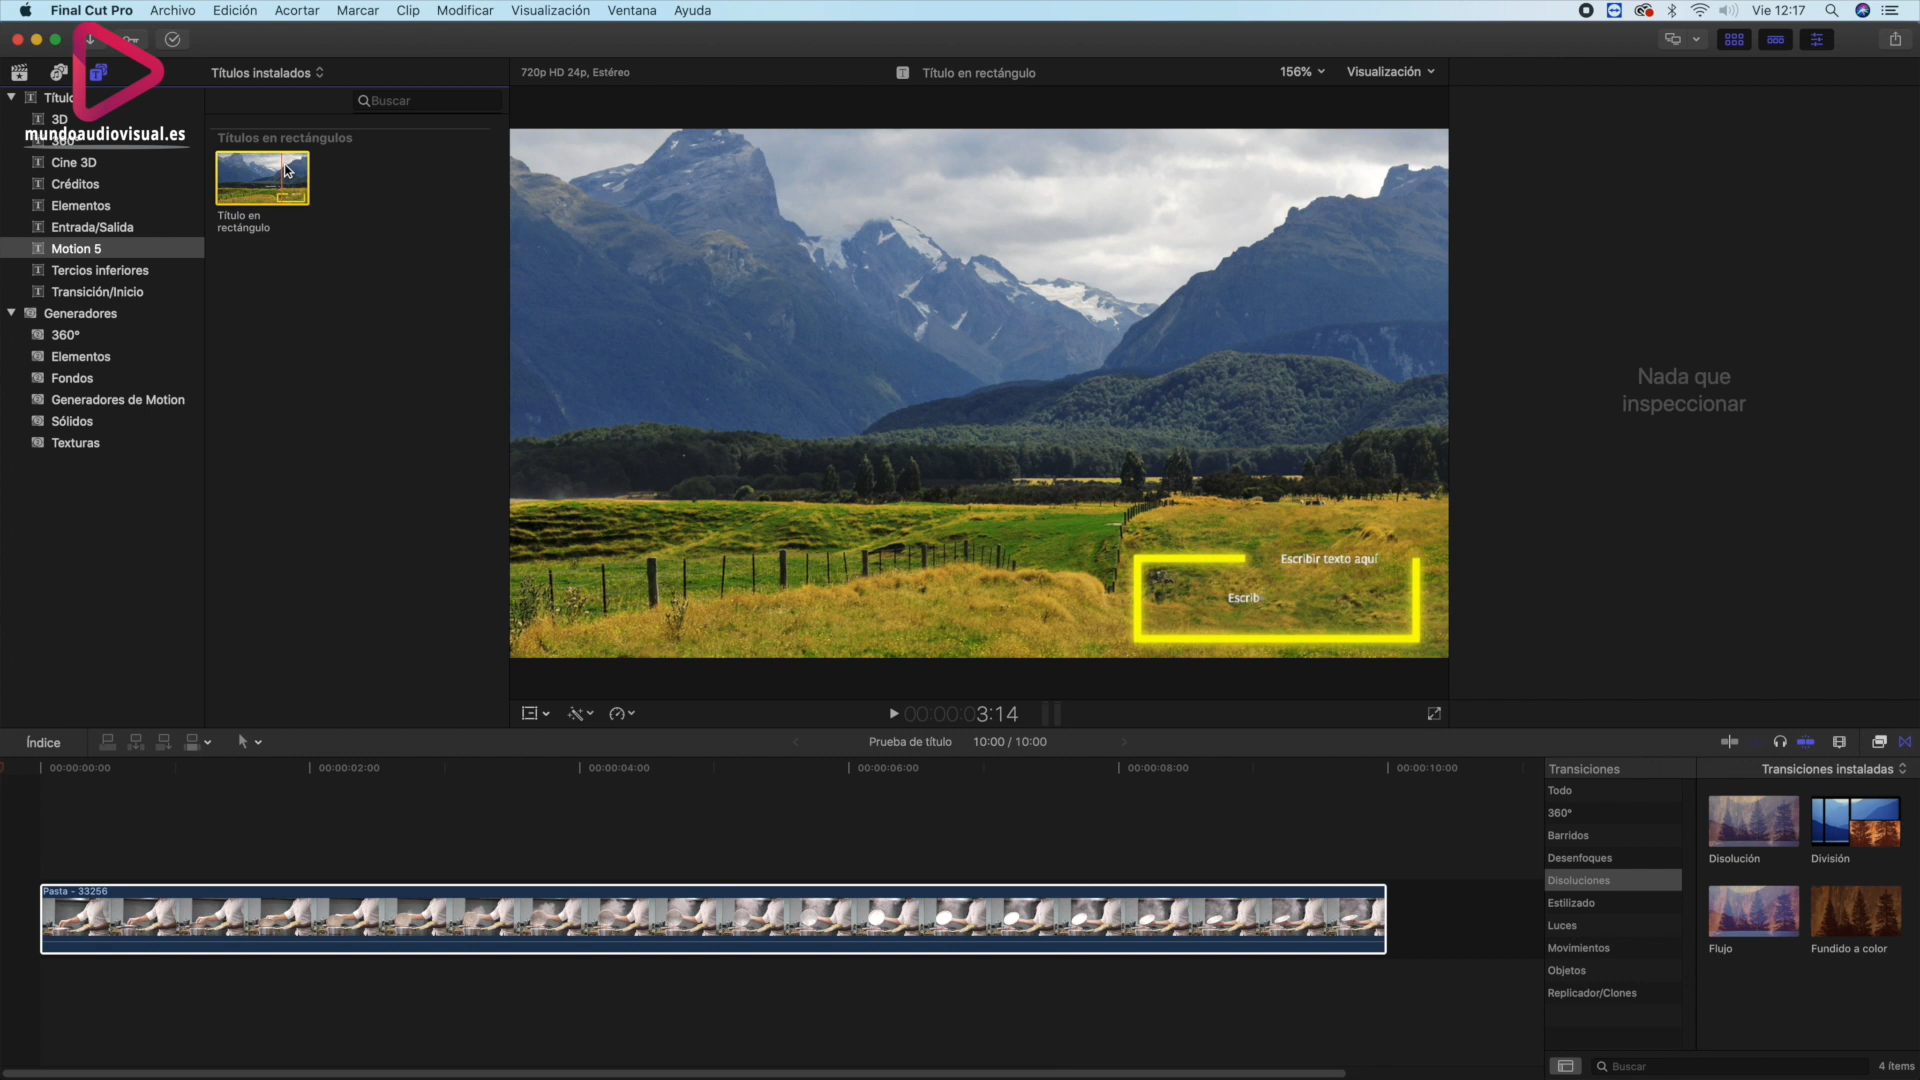 Final Cut Pro Archivo Edición Acortar Marcar Clip Modificar Visualización Ventana Ayuda Vie 12:17
Títulos instalados 720p HD 24p, Estéreo Título en rectángulo 156% Visualización
Buscar
3D
mundoaudiovisual.es
Cine 3D
Créditos
Elementos
Entrada/Salida
Motion 5
Tercios inferiores
Transición/Inicio
Generadores
360°
Elementos
Fondos
Generadores de Motion
Sólidos
Texturas
Títulos en rectángulos
Título en
rectángulo
Escribir texto aquí
Escrib
Nada que
inspeccionar
00:00:03:14
Índice Prueba de título 10:00 / 10:00
00:00:00:00 00:00:02:00 00:00:04:00 00:00:06:00 00:00:08:00 00:00:10:00
Pasta - 33256
Transiciones Transiciones instaladas
Todo
360°
Barridos
Desenfoques
Disoluciones
Estilizado
Luces
Movimientos
Objetos
Replicador/Clones
Disolución División
Flujo Fundido a color
Buscar 4 ítems